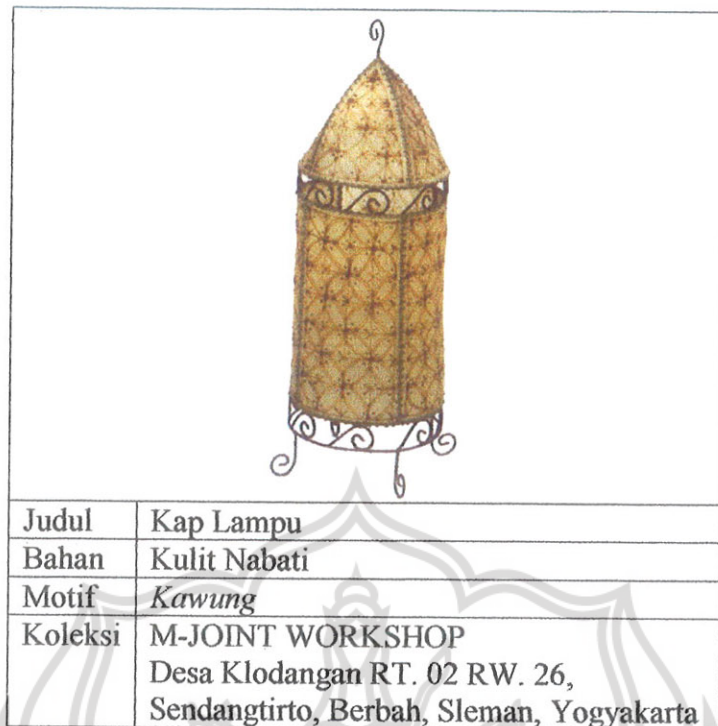 Judul Kap Lampu
Bahan Kulit Nabati
Motif Kawung
Koleksi M-JOINT WORKSHOP
Desa Klodangan RT. 02 RW. 26,
Sendangtirto, Berbah, Sleman, Yogyakarta